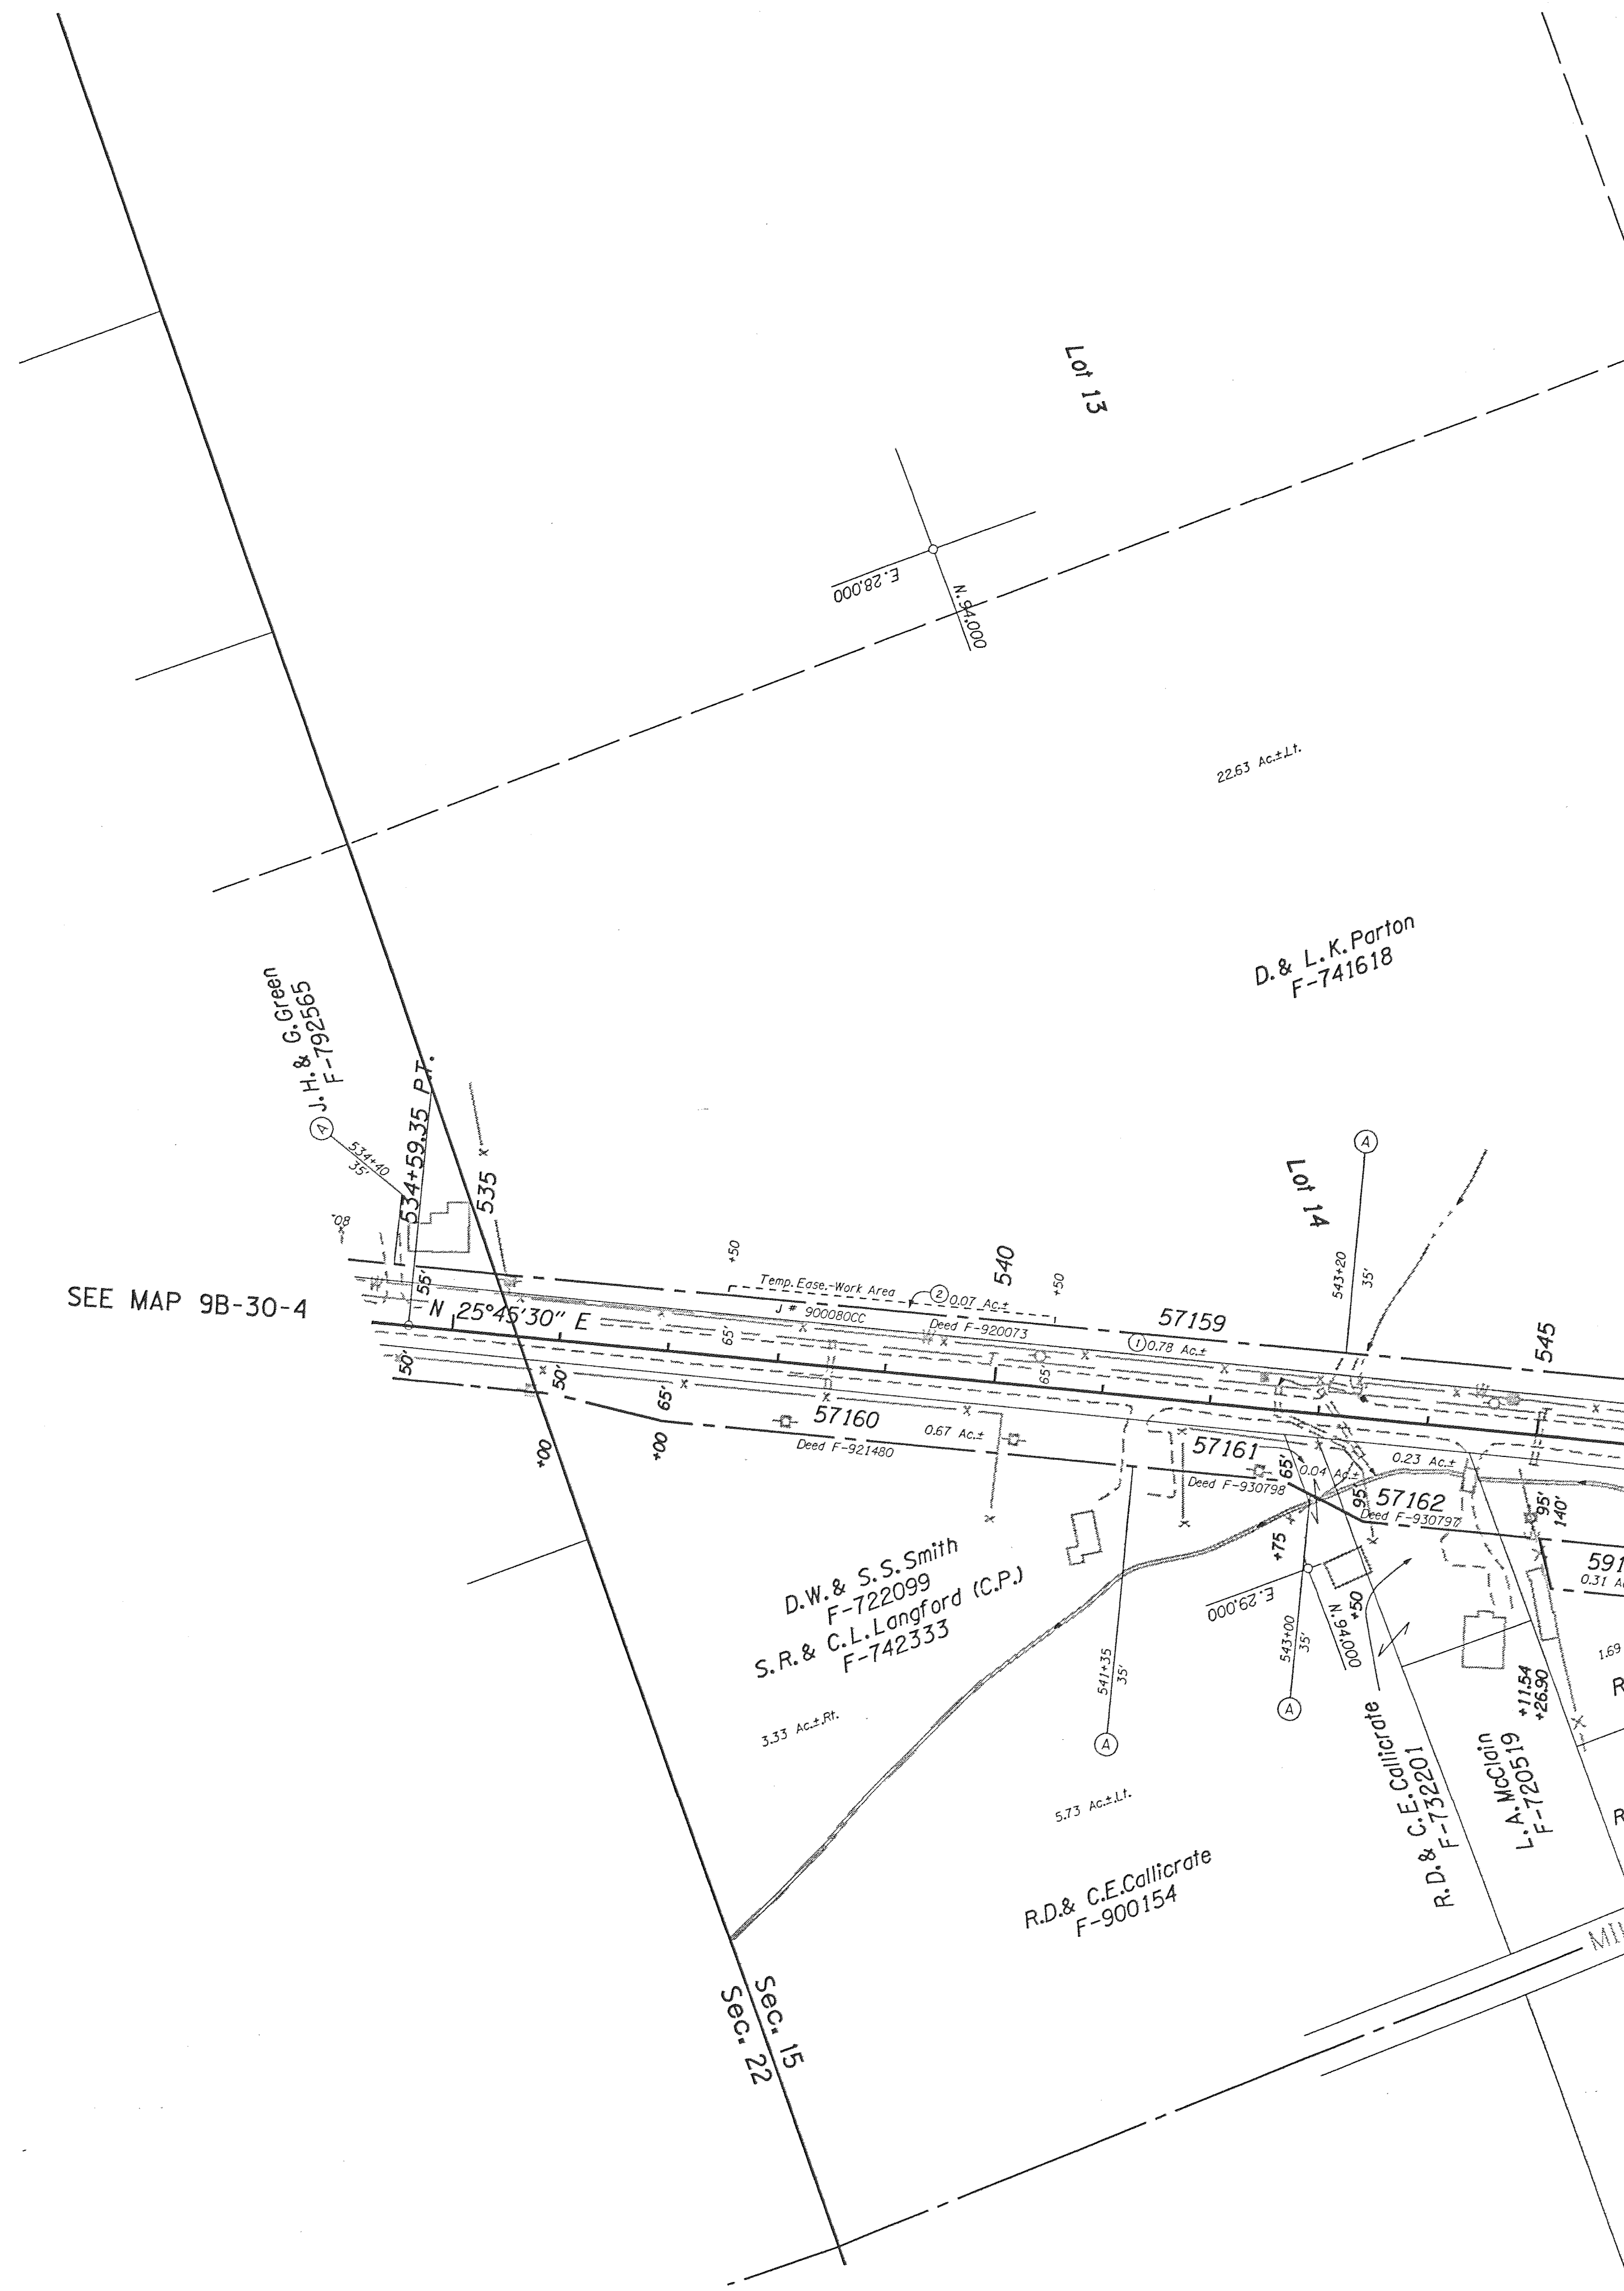 Lot 13
E. 28,000
N. 94,000
22.63 Ac.±Lt.
D. & L. K. Parton
F-741618
J. H. & G. Green
F-792565
A
534+40
35'
534+59.35 P.T.
535
A
Lot 14
543+20
35'
80.
+50
540
+50
SEE MAP 9B-30-4
55'
N 25°45'30" E
Temp. Ease.-Work Area
2
0.07 Ac.±
J # 900080CC
Deed F-920073
57159
1
0.78 Ac.±
545
65'
65'
50'
50'
65'
57160
0.67 Ac.±
Deed F-921480
+00
+00
57161
65'
0.04 Ac.±
Deed F-930798
0.23 Ac.±
95'
57162
Deed F-930797
95'
140'
+75
591
0.31 A
D.W. & S.S. Smith
F-722099
S.R. & C.L. Langford (C.P.)
F-742333
E. 29,000
N. 94,000
+50
541+35
35'
A
543+00
35'
A
1.69
R
+11.54
+26.90
3.33 Ac.±Rt.
5.73 Ac.±Lt.
R.D. & C.E. Callicrate
F-732201
L. A. McClain
F-720519
R
R.D.& C.E.Callicrate
F-900154
MI
Sec. 15
Sec. 22